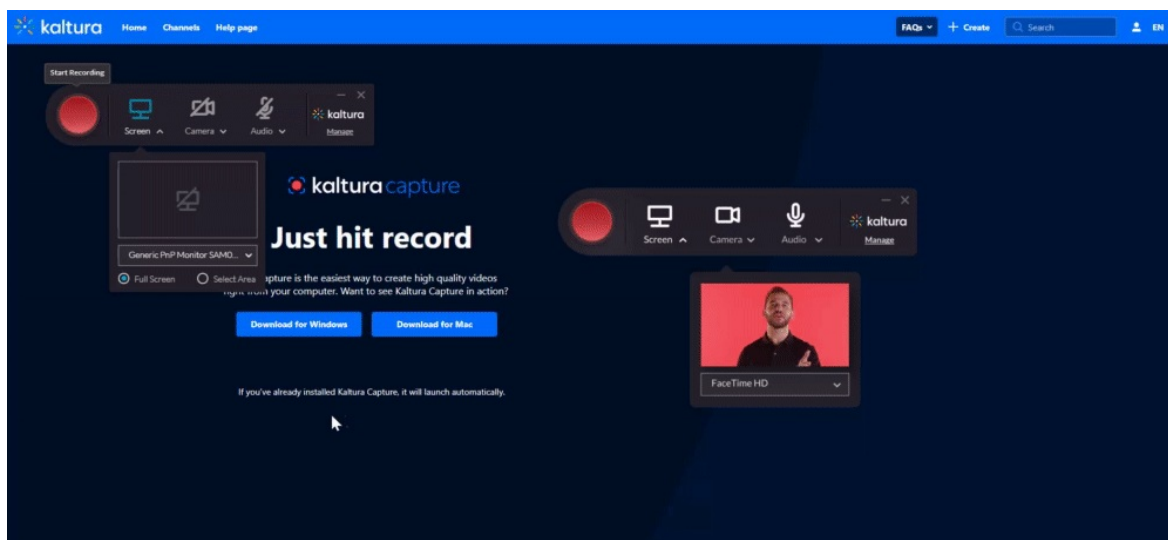 kaltura Home Channels Help page FAQs + Create Search EN
Start Recording
kaltura
Screen Camera Audio Manage
Generic PnP Monitor SAM0...
Full Screen Select Area
kaltura capture
Just hit record
apture is the easiest way to create high quality videos
from your computer. Want to see Kaltura Capture in action?
Download for Windows Download for Mac
If you've already installed Kaltura Capture, it will launch automatically.
kaltura
Screen Camera Audio Manage
FaceTime HD